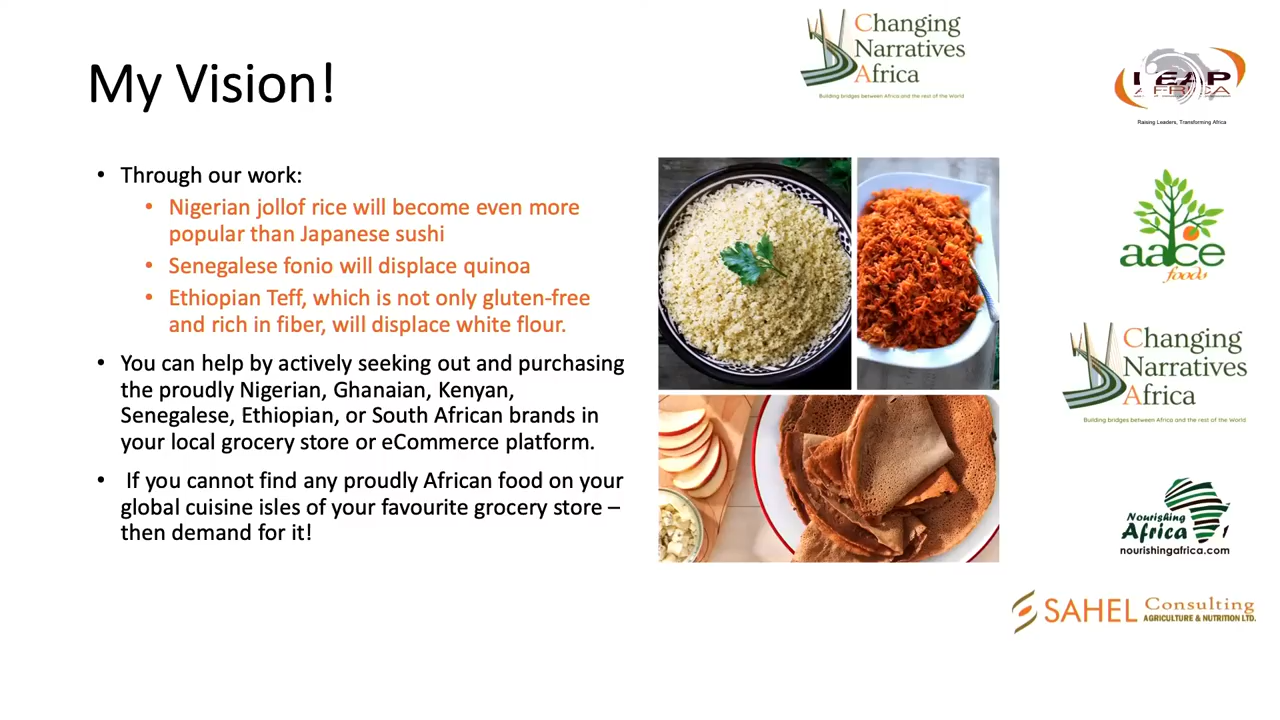 My Vision!
• Through our work:
• Nigerian jollof rice will become even more
popular than Japanese sushi
• Senegalese fonio will displace quinoa
• Ethiopian Teff, which is not only gluten-free
and rich in fiber, will displace white flour.
• You can help by actively seeking out and purchasing
the proudly Nigerian, Ghanaian, Kenyan,
Senegalese, Ethiopian, or South African brands in
your local grocery store or eCommerce platform.
• If you cannot find any proudly African food on your
global cuisine isles of your favourite grocery store –
then demand for it!
Changing
Narratives
Africa
Building bridges between Africa and the rest of the World
LEAP
AFRICA
Raising Leaders, Transforming Africa
aace
foods
Changing
Narratives
Africa
Building bridges between Africa and the rest of the World
Nourishing
Africa
nourishingafrica.com
SAHEL Consulting
AGRICULTURE & NUTRITION LTD.